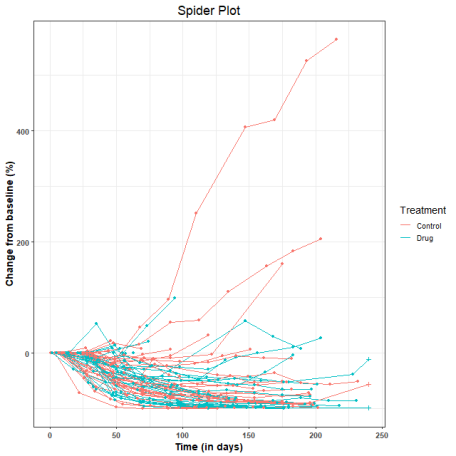 Spider Plot
Change from baseline (%)
400
200
0
0 50 100 150 200 250
Time (in days)
Treatment
Control
Drug